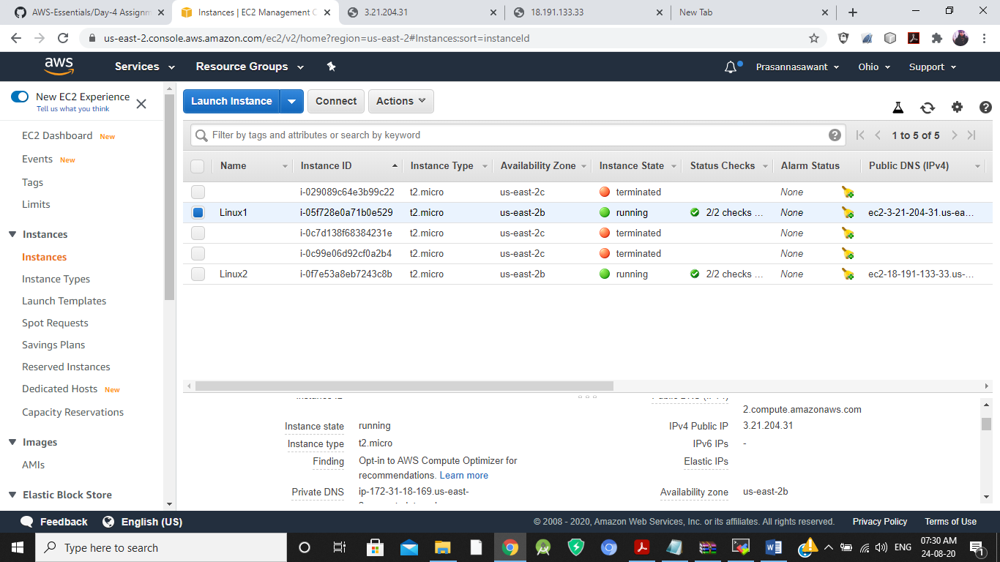 AWS-Essentials/Day-4 Assignm
Instances | EC2 Management C
3.21.204.31
18.191.133.33
New Tab
us-east-2.console.aws.amazon.com/ec2/v2/home?region=us-east-2#Instances:sort=instanceId
aws Services Resource Groups Prasannasawant Ohio Support
New EC2 Experience
Tell us what you think
EC2 Dashboard New
Events New
Tags
Limits
Instances
Instances
Instance Types
Launch Templates
Spot Requests
Savings Plans
Reserved Instances
Dedicated Hosts New
Capacity Reservations
Images
AMIs
Elastic Block Store
Launch Instance Connect Actions
Filter by tags and attributes or search by keyword
1 to 5 of 5
Name Instance ID Instance Type Availability Zone Instance State Status Checks Alarm Status Public DNS (IPv4)
i-029089c64e3b99c22 t2.micro us-east-2c terminated None
Linux1 i-05f728e0a71b0e529 t2.micro us-east-2b running 2/2 checks ... None ec2-3-21-204-31.us-ea...
i-0c7d138f68384231e t2.micro us-east-2c terminated None
i-0c99e06d92cf0a2b4 t2.micro us-east-2c terminated None
Linux2 i-0f7e53a8eb7243c8b t2.micro us-east-2b running 2/2 checks ... None ec2-18-191-133-33.us-...
2.compute.amazonaws.com
Instance state running IPv4 Public IP 3.21.204.31
Instance type t2.micro IPv6 IPs -
Finding Opt-in to AWS Compute Optimizer for Elastic IPs
recommendations. Learn more
Private DNS ip-172-31-18-169.us-east- Availability zone us-east-2b
Feedback English (US) © 2008 - 2020, Amazon Web Services, Inc. or its affiliates. All rights reserved. Privacy Policy Terms of Use
Type here to search
ENG
07:30 AM
24-08-20
1